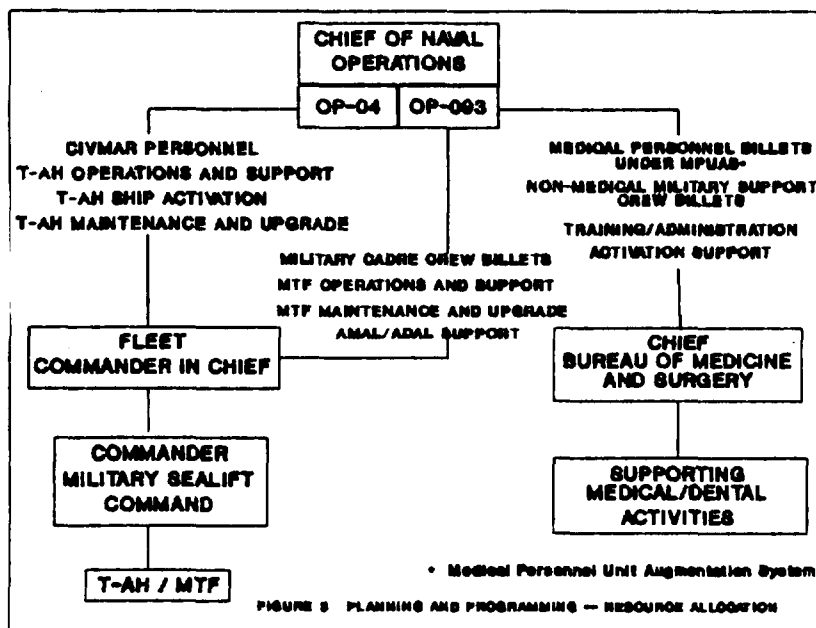 CHIEF OF NAVAL
OPERATIONS
OP-04
OP-093
CIVMAR PERSONNEL
T-AH OPERATIONS AND SUPPORT
T-AH SHIP ACTIVATION
T-AH MAINTENANCE AND UPGRADE
MILITARY CADRE CREW BILLETS
MTF OPERATIONS AND SUPPORT
MTF MAINTENANCE AND UPGRADE
AMAL/ADAL SUPPORT
MEDICAL PERSONNEL BILLETS
UNDER MPUAS*
NON-MEDICAL MILITARY SUPPORT
CREW BILLETS
TRAINING/ADMINISTRATION
ACTIVATION SUPPORT
FLEET
COMMANDER IN CHIEF
CHIEF
BUREAU OF MEDICINE
AND SURGERY
COMMANDER
MILITARY SEALIFT
COMMAND
SUPPORTING
MEDICAL/DENTAL
ACTIVITIES
T-AH / MTF
* Medical Personnel Unit Augmentation System
FIGURE PLANNING AND PROGRAMMING -- RESOURCE ALLOCATION